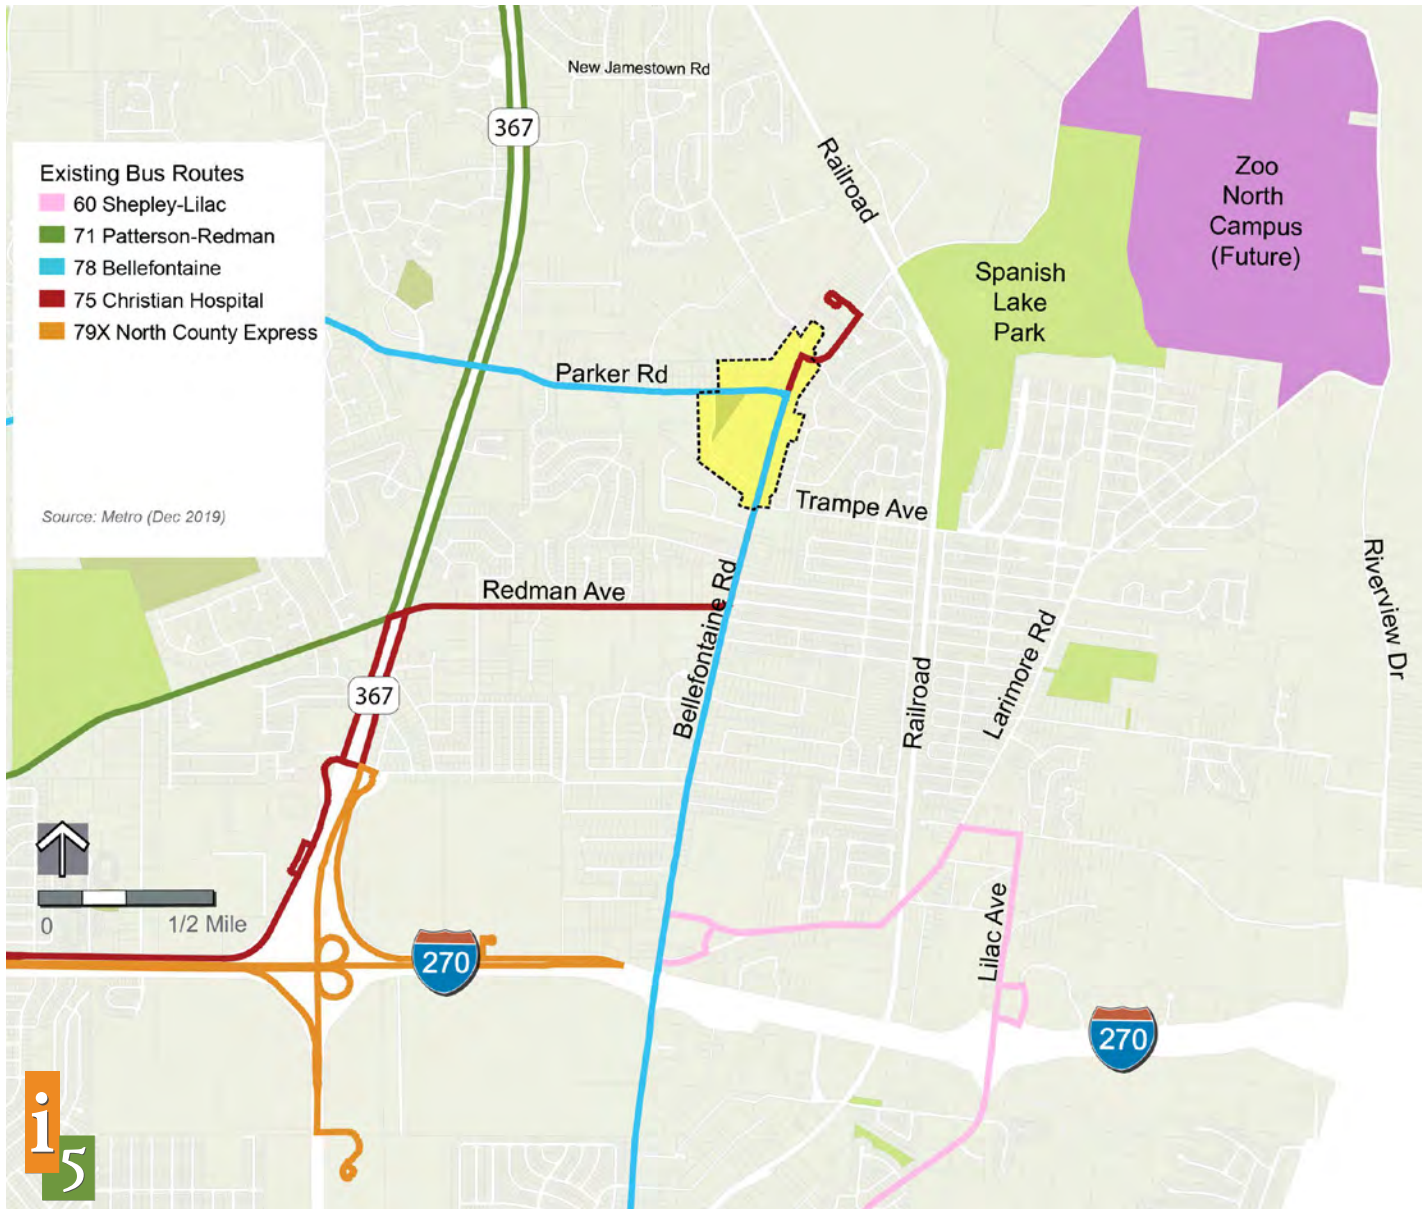 New Jamestown Rd
367
Railroad
Zoo
North
Campus
(Future)
Existing Bus Routes
60 Shepley-Lilac
71 Patterson-Redman
78 Bellefontaine
75 Christian Hospital
79X North County Express
Source: Metro (Dec 2019)
Spanish
Lake
Park
Parker Rd
Trampe Ave
Redman Ave
Bellefontaine Rd
Railroad
Larimore Rd
Riverview Dr
367
0
1/2 Mile
270
Lilac Ave
270
i
5